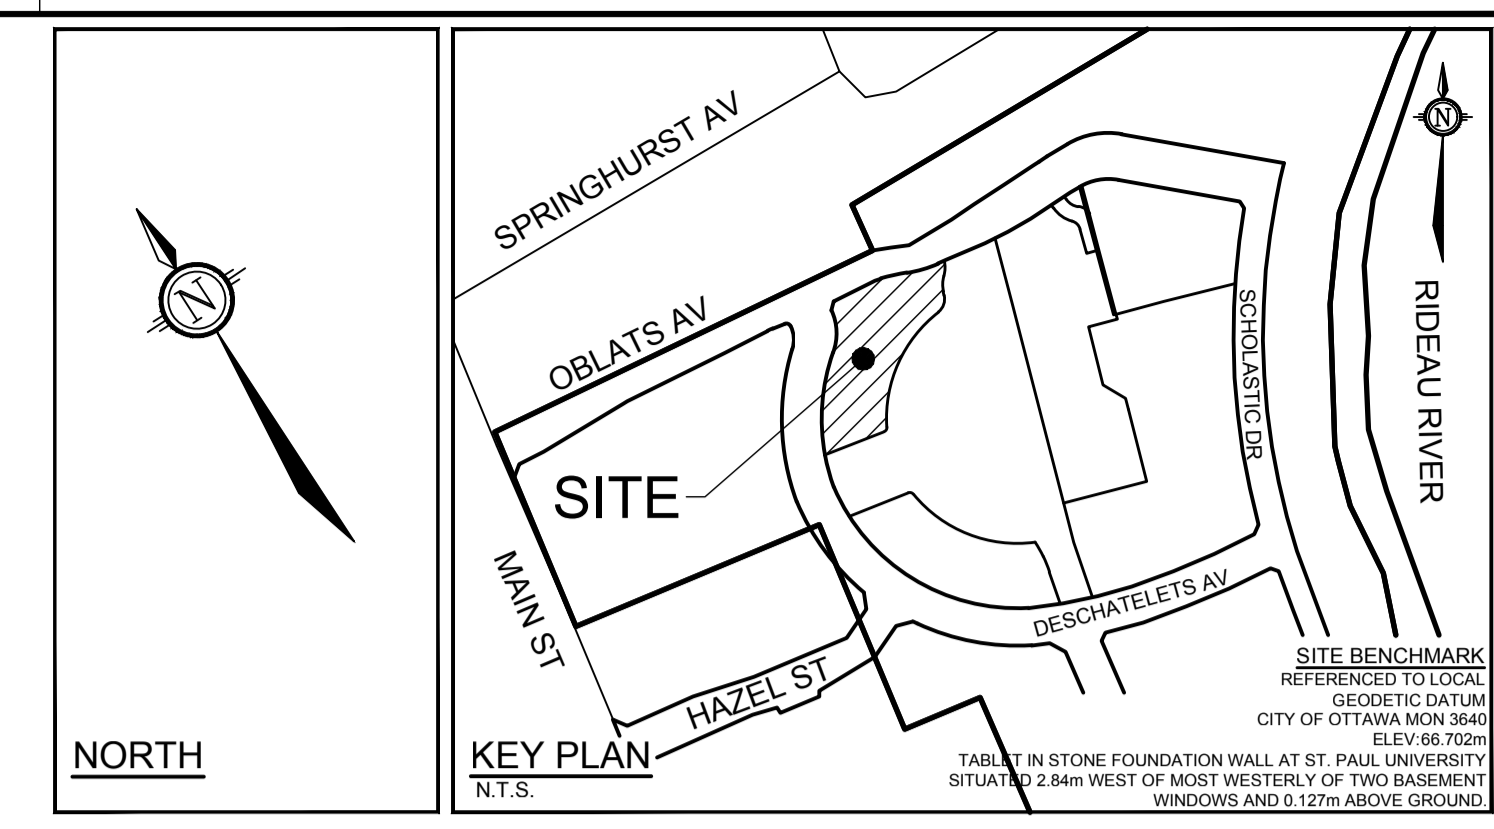 N
NORTH
SPRINGHURST AV
N
OBLATS AV
SCHOLASTIC DR
RIDEAU RIVER
SITE
MAIN ST
DESCHATELETS AV
HAZEL ST
KEY PLAN
N.T.S.
SITE BENCHMARK
REFERENCED TO LOCAL
GEODETIC DATUM
CITY OF OTTAWA MON 3640
ELEV:66.702m
TABLET IN STONE FOUNDATION WALL AT ST. PAUL UNIVERSITY
SITUATED 2.84m WEST OF MOST WESTERLY OF TWO BASEMENT
WINDOWS AND 0.127m ABOVE GROUND.